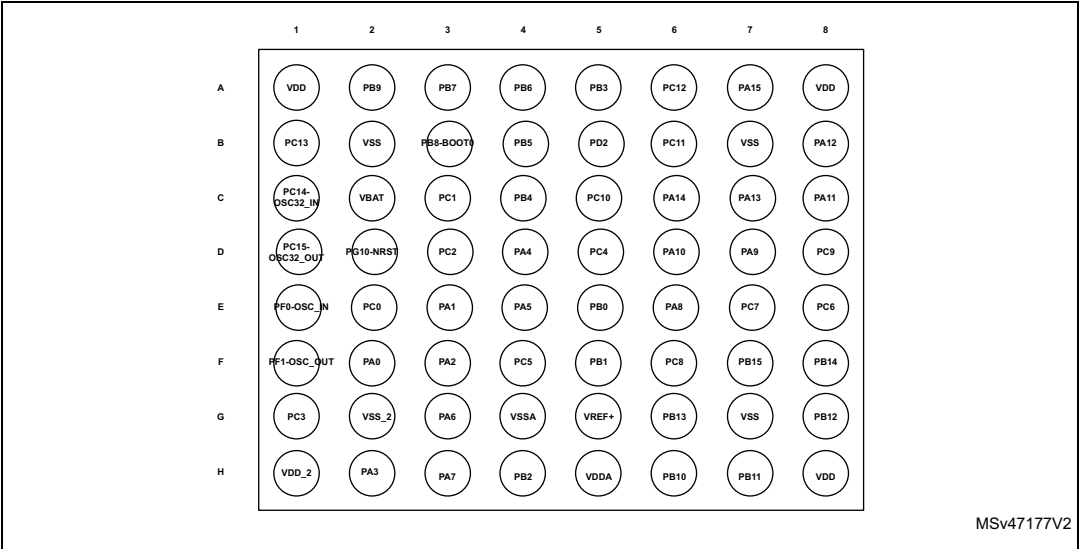 1 2 3 4 5 6 7 8
A VDD PB9 PB7 PB6 PB3 PC12 PA15 VDD
B PC13 VSS PB8-BOOT0 PB5 PD2 PC11 VSS PA12
C PC14-
OSC32_IN VBAT PC1 PB4 PC10 PA14 PA13 PA11
D PC15-
OSC32_OUT PG10-NRST PC2 PA4 PC4 PA10 PA9 PC9
E PF0-OSC_IN PC0 PA1 PA5 PB0 PA8 PC7 PC6
F PF1-OSC_OUT PA0 PA2 PC5 PB1 PC8 PB15 PB14
G PC3 VSS_2 PA6 VSSA VREF+ PB13 VSS PB12
H VDD_2 PA3 PA7 PB2 VDDA PB10 PB11 VDD
MSv47177V2